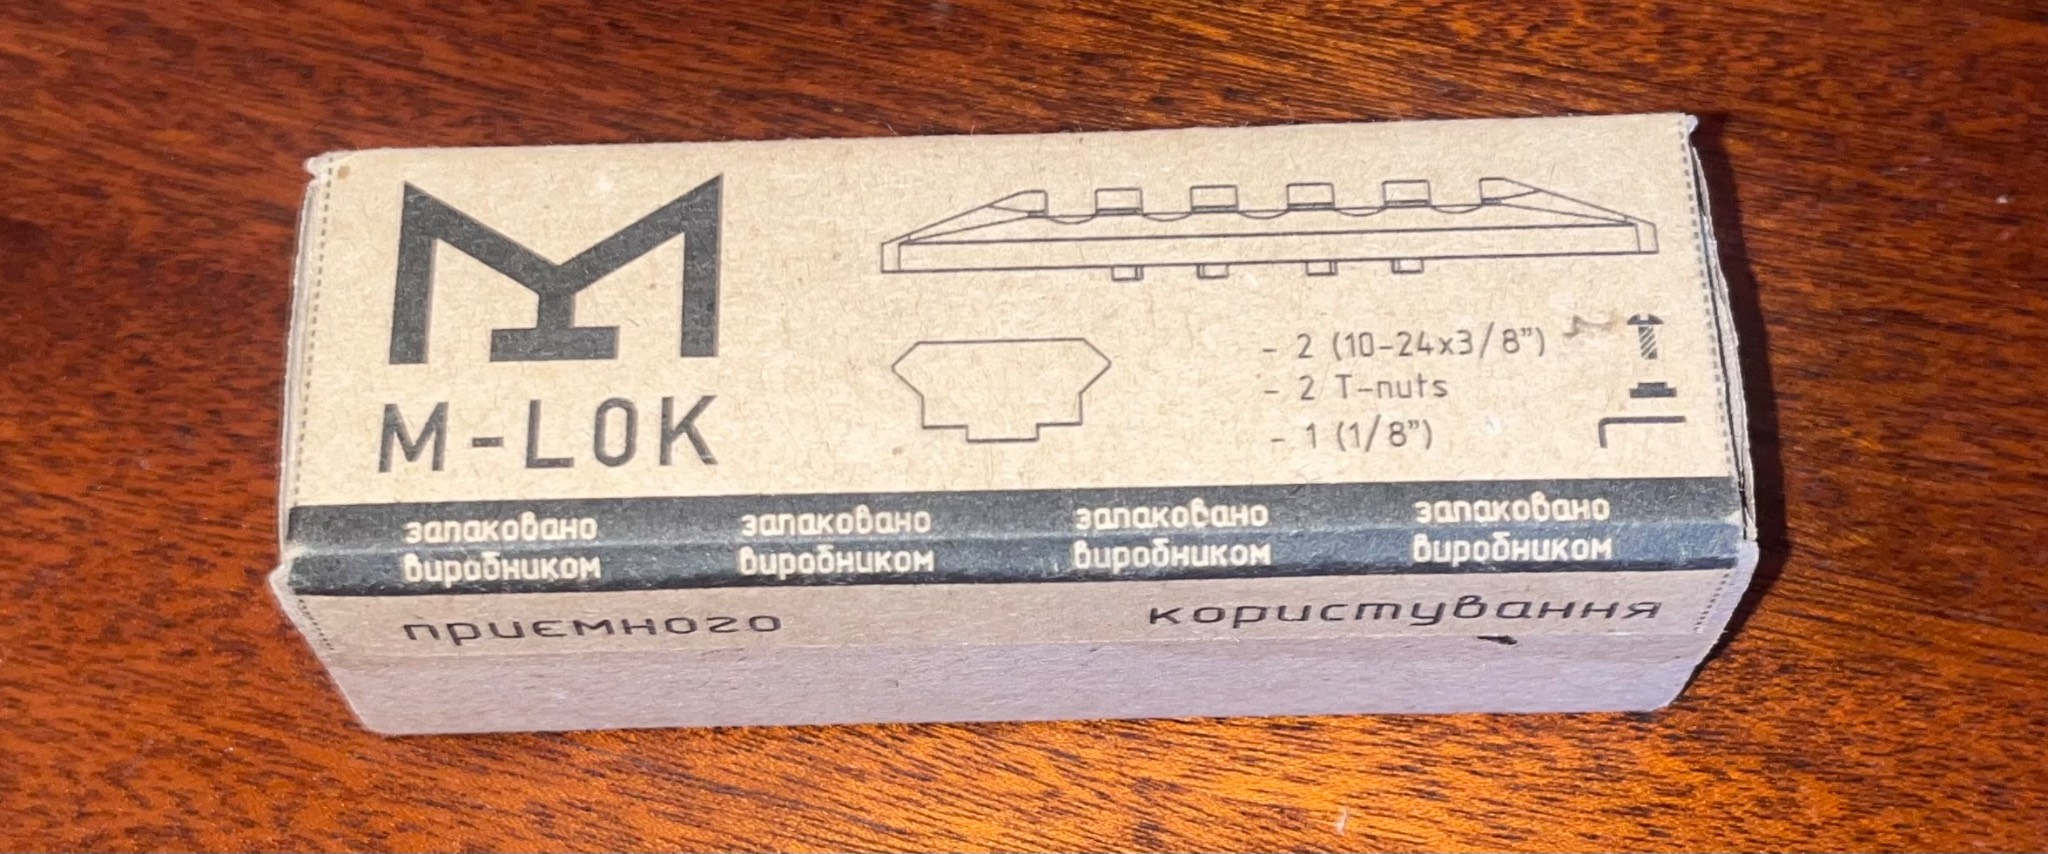 M-LOK
- 2 (10-24x3/8")
- 2 T-nuts
- 1 (1/8")
запаковано запаковано запаковано запаковано
виробником виробником виробником виробником
приємного користування